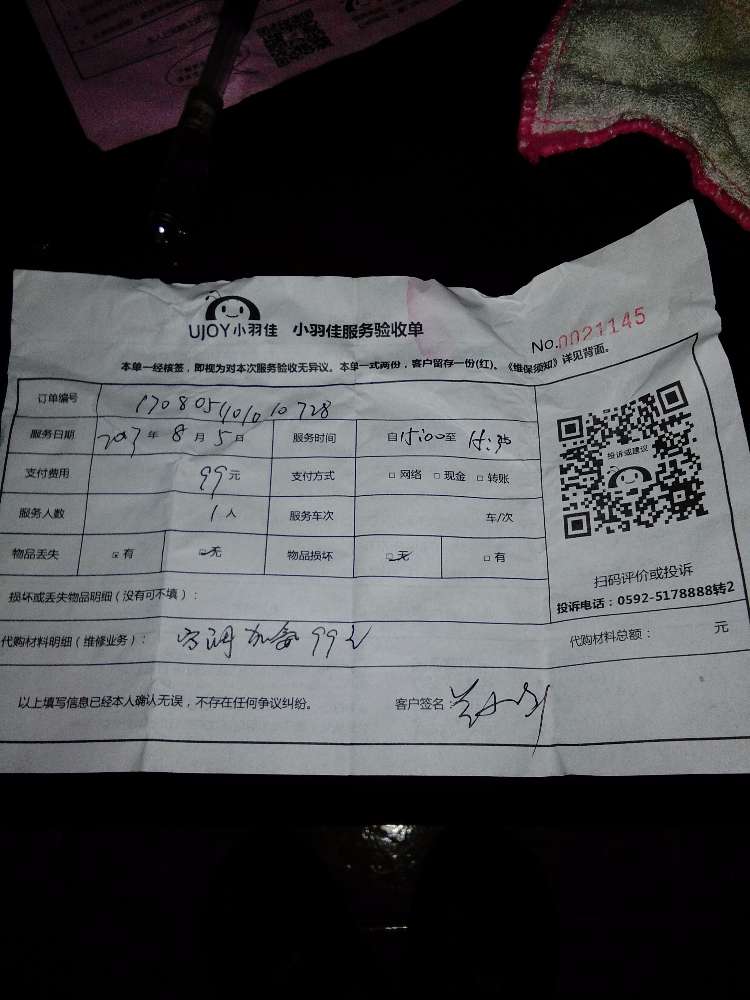 UJOY小羽佳 小羽佳服务验收单
No.0021145
本单一经核签，即视为对本次服务验收无异议。本单一式两份，客户留存一份(红)。《维保须知》详见背面。
订单编号
服务日期 2017年8月5日 服务时间 自15:00至
支付费用 99元 支付方式 □网络 □现金 □转账
服务人数 1人 服务车次 车/次
物品丢失 □有 □无 物品损坏 □无 □有
投诉或建议
扫码评价或投诉
投诉电话：0592-5178888转2
损坏或丢失物品明细（没有可不填）：
代购材料明细（维修业务）： 空调加氨99元
代购材料总额： 元
以上填写信息已经本人确认无误，不存在任何争议纠纷。 客户签名：